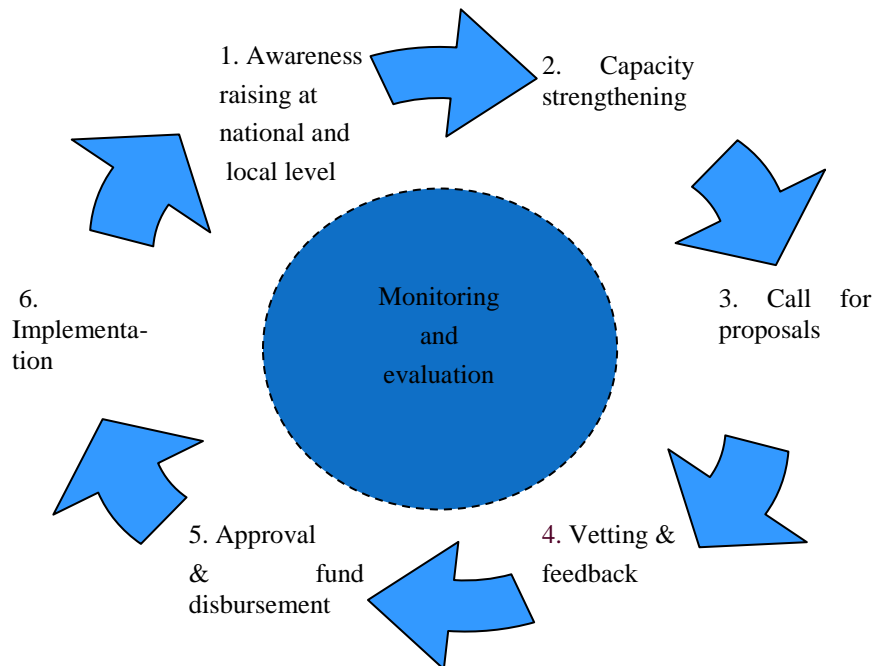 1. Awareness
raising at
national and
local level
2. Capacity
strengthening
3. Call for
proposals
4. Vetting &
feedback
5. Approval
& fund
disbursement
6.
Implementa-
tion
Monitoring
and
evaluation